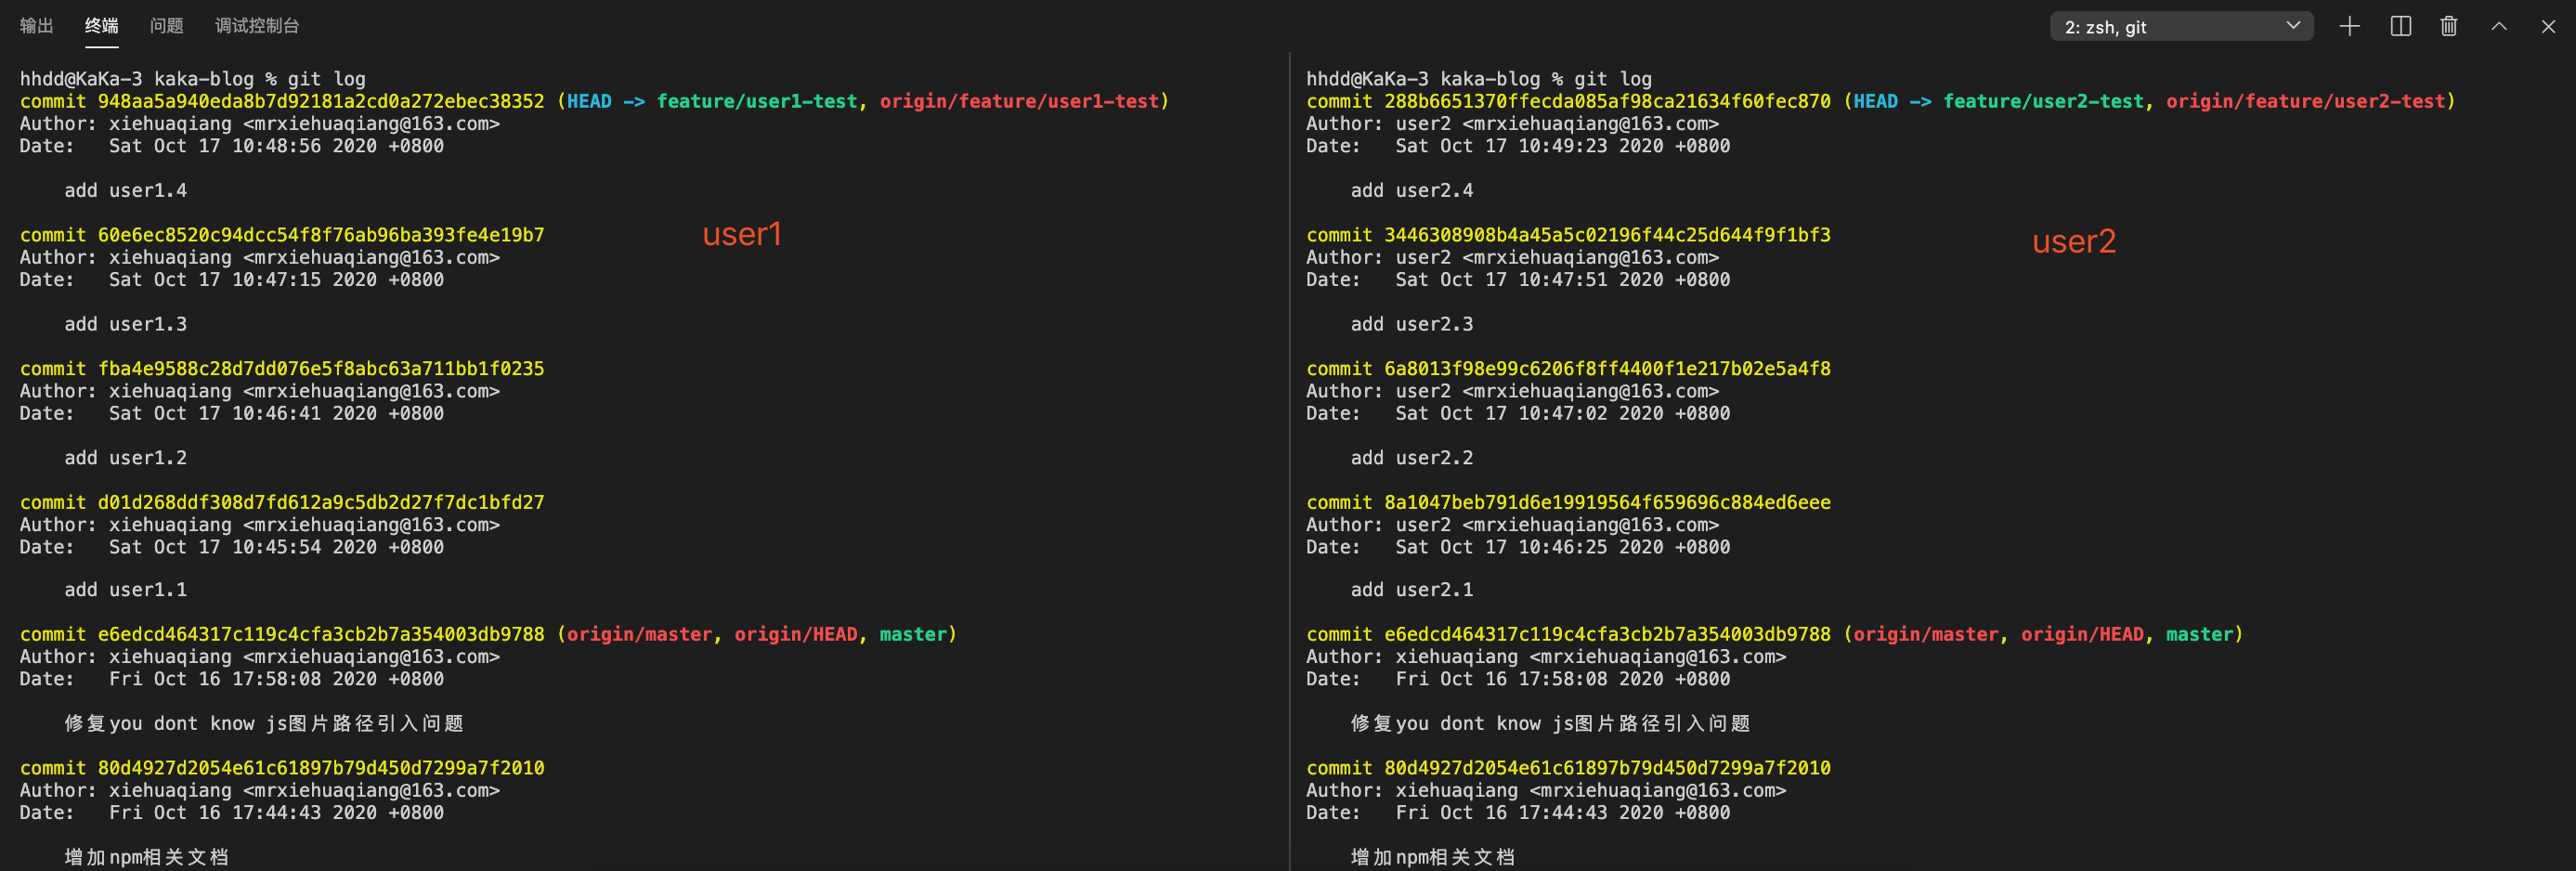 输出 终端 问题 调试控制台 2: zsh, git
hhdd@KaKa-3 kaka-blog % git log
commit 948aa5a940eda8b7d92181a2cd0a272ebec38352 (HEAD -> feature/user1-test, origin/feature/user1-test)
Author: xiehuaqiang <mrxiehuaqiang@163.com>
Date:   Sat Oct 17 10:48:56 2020 +0800
add user1.4
commit 60e6ec8520c94dcc54f8f76ab96ba393fe4e19b7
user1
Author: xiehuaqiang <mrxiehuaqiang@163.com>
Date:   Sat Oct 17 10:47:15 2020 +0800
add user1.3
commit fba4e9588c28d7dd076e5f8abc63a711bb1f0235
Author: xiehuaqiang <mrxiehuaqiang@163.com>
Date:   Sat Oct 17 10:46:41 2020 +0800
add user1.2
commit d01d268ddf308d7fd612a9c5db2d27f7dc1bfd27
Author: xiehuaqiang <mrxiehuaqiang@163.com>
Date:   Sat Oct 17 10:45:54 2020 +0800
add user1.1
commit e6edcd464317c119c4cfa3cb2b7a354003db9788 (origin/master, origin/HEAD, master)
Author: xiehuaqiang <mrxiehuaqiang@163.com>
Date:   Fri Oct 16 17:58:08 2020 +0800
修复you dont know js图片路径引入问题
commit 80d4927d2054e61c61897b79d450d7299a7f2010
Author: xiehuaqiang <mrxiehuaqiang@163.com>
Date:   Fri Oct 16 17:44:43 2020 +0800
增加npm相关文档
hhdd@KaKa-3 kaka-blog % git log
commit 288b6651370ffecda085af98ca21634f60fec870 (HEAD -> feature/user2-test, origin/feature/user2-test)
Author: user2 <mrxiehuaqiang@163.com>
Date:   Sat Oct 17 10:49:23 2020 +0800
add user2.4
commit 3446308908b4a45a5c02196f44c25d644f9f1bf3
user2
Author: user2 <mrxiehuaqiang@163.com>
Date:   Sat Oct 17 10:47:51 2020 +0800
add user2.3
commit 6a8013f98e99c6206f8ff4400f1e217b02e5a4f8
Author: user2 <mrxiehuaqiang@163.com>
Date:   Sat Oct 17 10:47:02 2020 +0800
add user2.2
commit 8a1047beb791d6e19919564f659696c884ed6eee
Author: user2 <mrxiehuaqiang@163.com>
Date:   Sat Oct 17 10:46:25 2020 +0800
add user2.1
commit e6edcd464317c119c4cfa3cb2b7a354003db9788 (origin/master, origin/HEAD, master)
Author: xiehuaqiang <mrxiehuaqiang@163.com>
Date:   Fri Oct 16 17:58:08 2020 +0800
修复you dont know js图片路径引入问题
commit 80d4927d2054e61c61897b79d450d7299a7f2010
Author: xiehuaqiang <mrxiehuaqiang@163.com>
Date:   Fri Oct 16 17:44:43 2020 +0800
增加npm相关文档